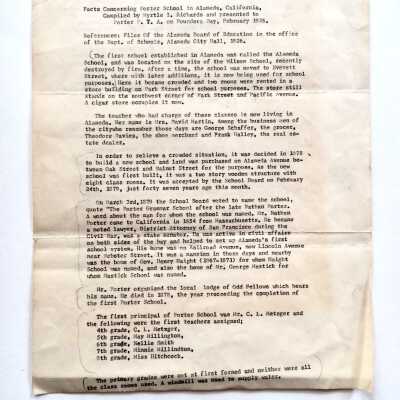 Facts Concerning Porter School in Alameda, California.
Compiled by Myrtle I. Richards and presented to
Porter P. T. A. on Founders Day, February 1926.
References: Files Of the Alameda Board of Education in the office
of the Dept. of Schools, Alameda City Hall, 1926.
The first school established in Alameda was called the Alameda
School, and was located on the site of the Wilson School, recently
destroyed by fire. After a time, the school was moved to Everett
Street, where with later additions, it is now being used for school
purposes. Here it became crowded and two rooms were rented in a
store building on Park Street for school purposes. The store still
stands on the southwest corner of Park Street and Pacific Avenue.
A cigar store occupies it now.
The teacher who had charge of these classes is now living in
Alameda. Her name is Mrs. David Martin. Among the business men of
the citywho remember those days are George Schaffer, the grocer,
Theodore Davies, the shoe merchant and Frank Halley, the real es-
tate dealer.
In order to relieve a crowded situation, it was decided in 1878
to build a new school and land was purchased on Alameda Avenue be-
tween Oak Street and Walnut Street for the purpose. As the new
school was first built, it was a two story wooden structure with
eight class rooms. It was accepted by the School Board on February
24th, 1879, just forty seven years ago this month.
On March 3rd,1879 the School Board voted to name the school,
quote "The Porter Grammar School after the late Nathan Porter.
A word about the man for whom the school was named. Mr. Nathan
Porter came to California in 1854 from Massachusetts. He became
a noted lawyer, District Attorney of San Francisco during the
Civil War, was a state senator. He was active in civil affairs
on both sides of the bay and helped to set up Alameda's first
school system. His home was on Railroad Avenue, now Lincoln Avenue
near Webster Street. It was a mansion in those days and nearby
was the home of Gov. Henry Haight (1867-1871) for whom Haight
School was named, and also the home of Mr. George Mastick for
whom Mastick School was named.
Mr. Porter organized the local lodge of Odd Fellows which bears
his name. He died in 1878, the year preceeding the completion of
the first Porter School.
The first principal of Porter School was Mr. C. L. Metzger and
the following were the first teachers assigned;
4th grade, C. L. Metzger,
5th grade, May Millington,
6th grade, Nellie Smith
7th grade, Minnie Millindton,
8th grade, Miss Hitchcock.
The primary grades were not at first formed and neither were all
the class rooms used. A windmill was used to supply water.